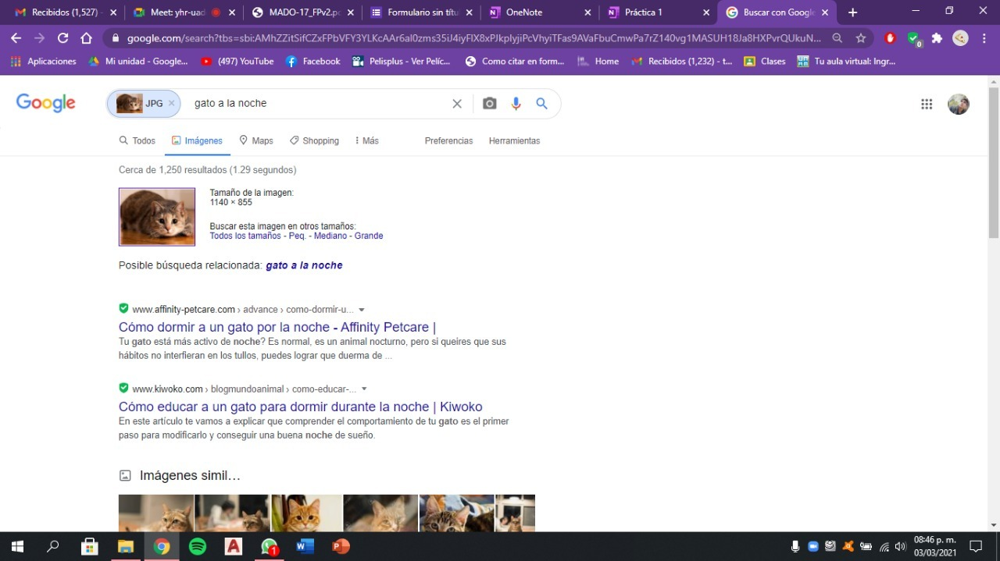 Recibidos (1,527) -
Meet: yhr-uad
MADO-17_FPv2.p
Formulario sin títu
OneNote
Práctica 1
Buscar con Google
google.com/search?tbs=sbi:
Aplicaciones
Mi unidad - Google...
(497) YouTube
Facebook
Pelisplus - Ver Pelíc...
Como citar en form...
Home
Recibidos (1,232) - t...
Clases
Tu aula virtual: Ingr...
Google
JPG
gato a la noche
Todos
Imágenes
Maps
Shopping
Más
Preferencias
Herramientas
Cerca de 1,250 resultados (1.29 segundos)
Tamaño de la imagen:
1140 × 855
Buscar esta imagen en otros tamaños:
Todos los tamaños - Peq. - Mediano - Grande
Posible búsqueda relacionada: gato a la noche
www.affinity-petcare.com › advance › como-dormir-u...
Cómo dormir a un gato por la noche - Affinity Petcare |
Tu gato está más activo de noche? Es normal, es un animal nocturno, pero si queires que sus
hábitos no interfieran en los tullos, puedes lograr que duerma de ...
www.kiwoko.com › blogmundoanimal › como-educar-...
Cómo educar a un gato para dormir durante la noche | Kiwoko
En este artículo te vamos a explicar que comprender el comportamiento de tu gato es el primer
paso para modificarlo y conseguir una buena noche de sueño.
Imágenes simil...
08:46 p. m.
03/03/2021